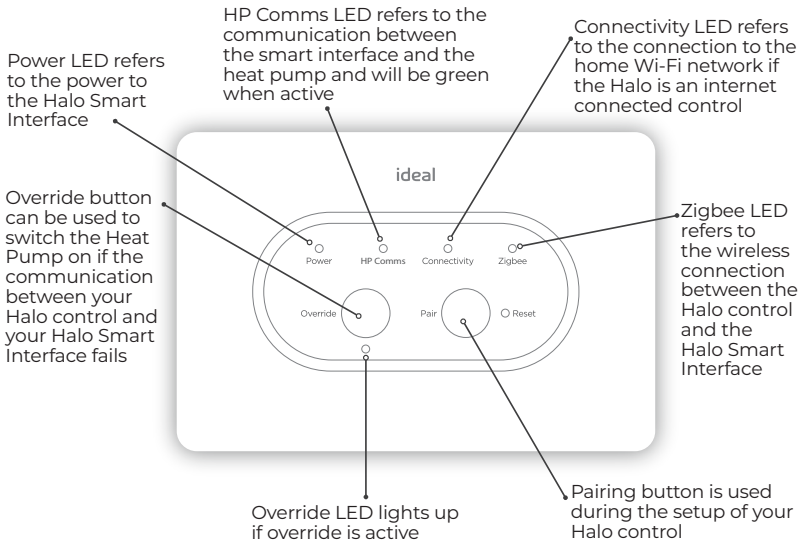 HP Comms LED refers to the
communication between
the smart interface and the
heat pump and will be green
when active
Connectivity LED refers
to the connection to the
home Wi-Fi network if
the Halo is an internet
connected control
Power LED refers
to the power to
the Halo Smart
Interface
Override button
can be used to
switch the Heat
Pump on if the
communication
between your
Halo control and
your Halo Smart
Interface fails
ideal
Power
HP Comms
Connectivity
Zigbee
Override
Pair
Reset
Zigbee LED
refers to
the wireless
connection
between the
Halo control
and the
Halo Smart
Interface
Override LED lights up
if override is active
Pairing button is used
during the setup of your
Halo control